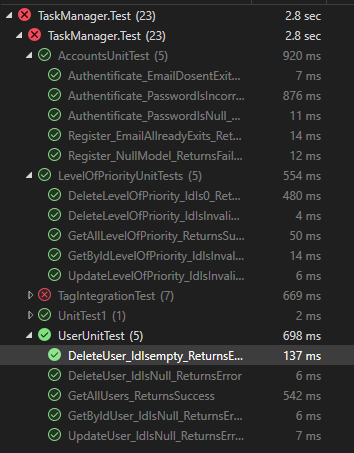 TaskManager.Test (23) 2.8 sec
TaskManager.Test (23) 2.8 sec
AccountsUnitTest (5) 920 ms
Authentificate_EmailDosentExit... 7 ms
Authentificate_PasswordIsIncorr... 876 ms
Authentificate_PasswordIsNull_... 11 ms
Register_EmailAllreadyExits_Ret... 14 ms
Register_NullModel_ReturnsFail... 12 ms
LevelOfPriorityUnitTests (5) 554 ms
DeleteLevelOfPriority_IdIs0_Ret... 480 ms
DeleteLevelOfPriority_IdIsInvali... 4 ms
GetAllLevelOfPriority_ReturnsSu... 50 ms
GetByIdLevelOfPriority_IdIsInval... 14 ms
UpdateLevelOfPriority_IdIsInvali... 6 ms
TagIntegrationTest (7) 669 ms
UnitTest1 (1) 2 ms
UserUnitTest (5) 698 ms
DeleteUser_IdIsempty_ReturnsE... 137 ms
DeleteUser_IdIsNull_ReturnsError 6 ms
GetAllUsers_ReturnsSuccess 542 ms
GetByIdUser_IdIsNull_ReturnsEr... 6 ms
UpdateUser_IdIsNull_ReturnsErr... 7 ms